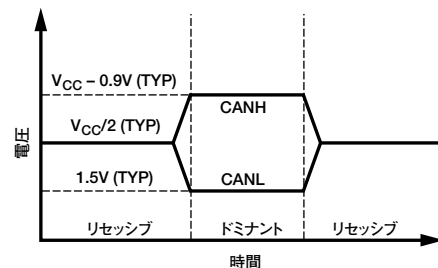 電圧
V_CC – 0.9V (TYP)
V_CC/2 (TYP)
1.5V (TYP)
CANH
CANL
リセッシブ ドミナント リセッシブ
時間